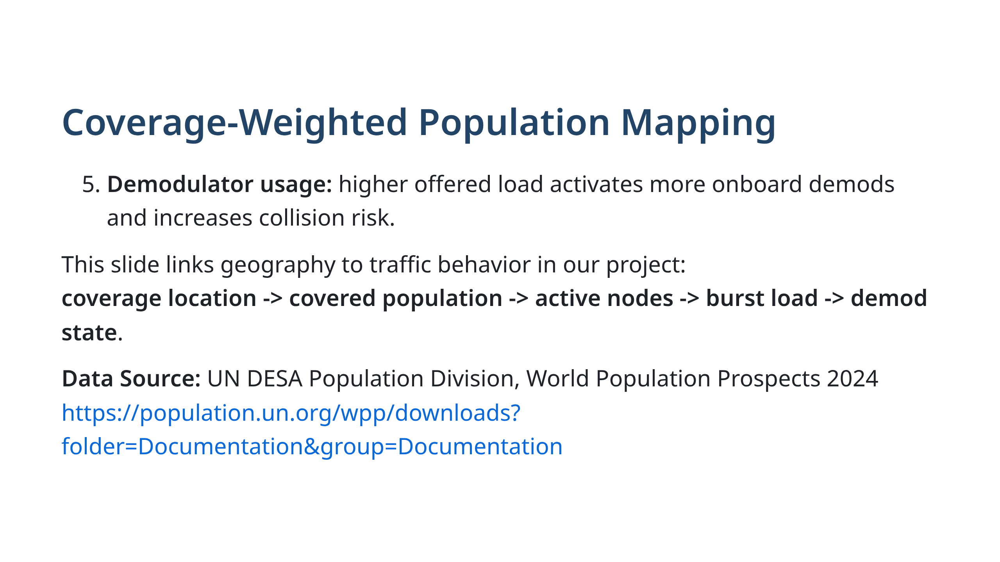 Coverage-Weighted Population Mapping
5. Demodulator usage: higher offered load activates more onboard demods
and increases collision risk.
This slide links geography to traffic behavior in our project:
coverage location -> covered population -> active nodes -> burst load -> demod
state.
Data Source: UN DESA Population Division, World Population Prospects 2024
https://population.un.org/wpp/downloads?
folder=Documentation&group=Documentation